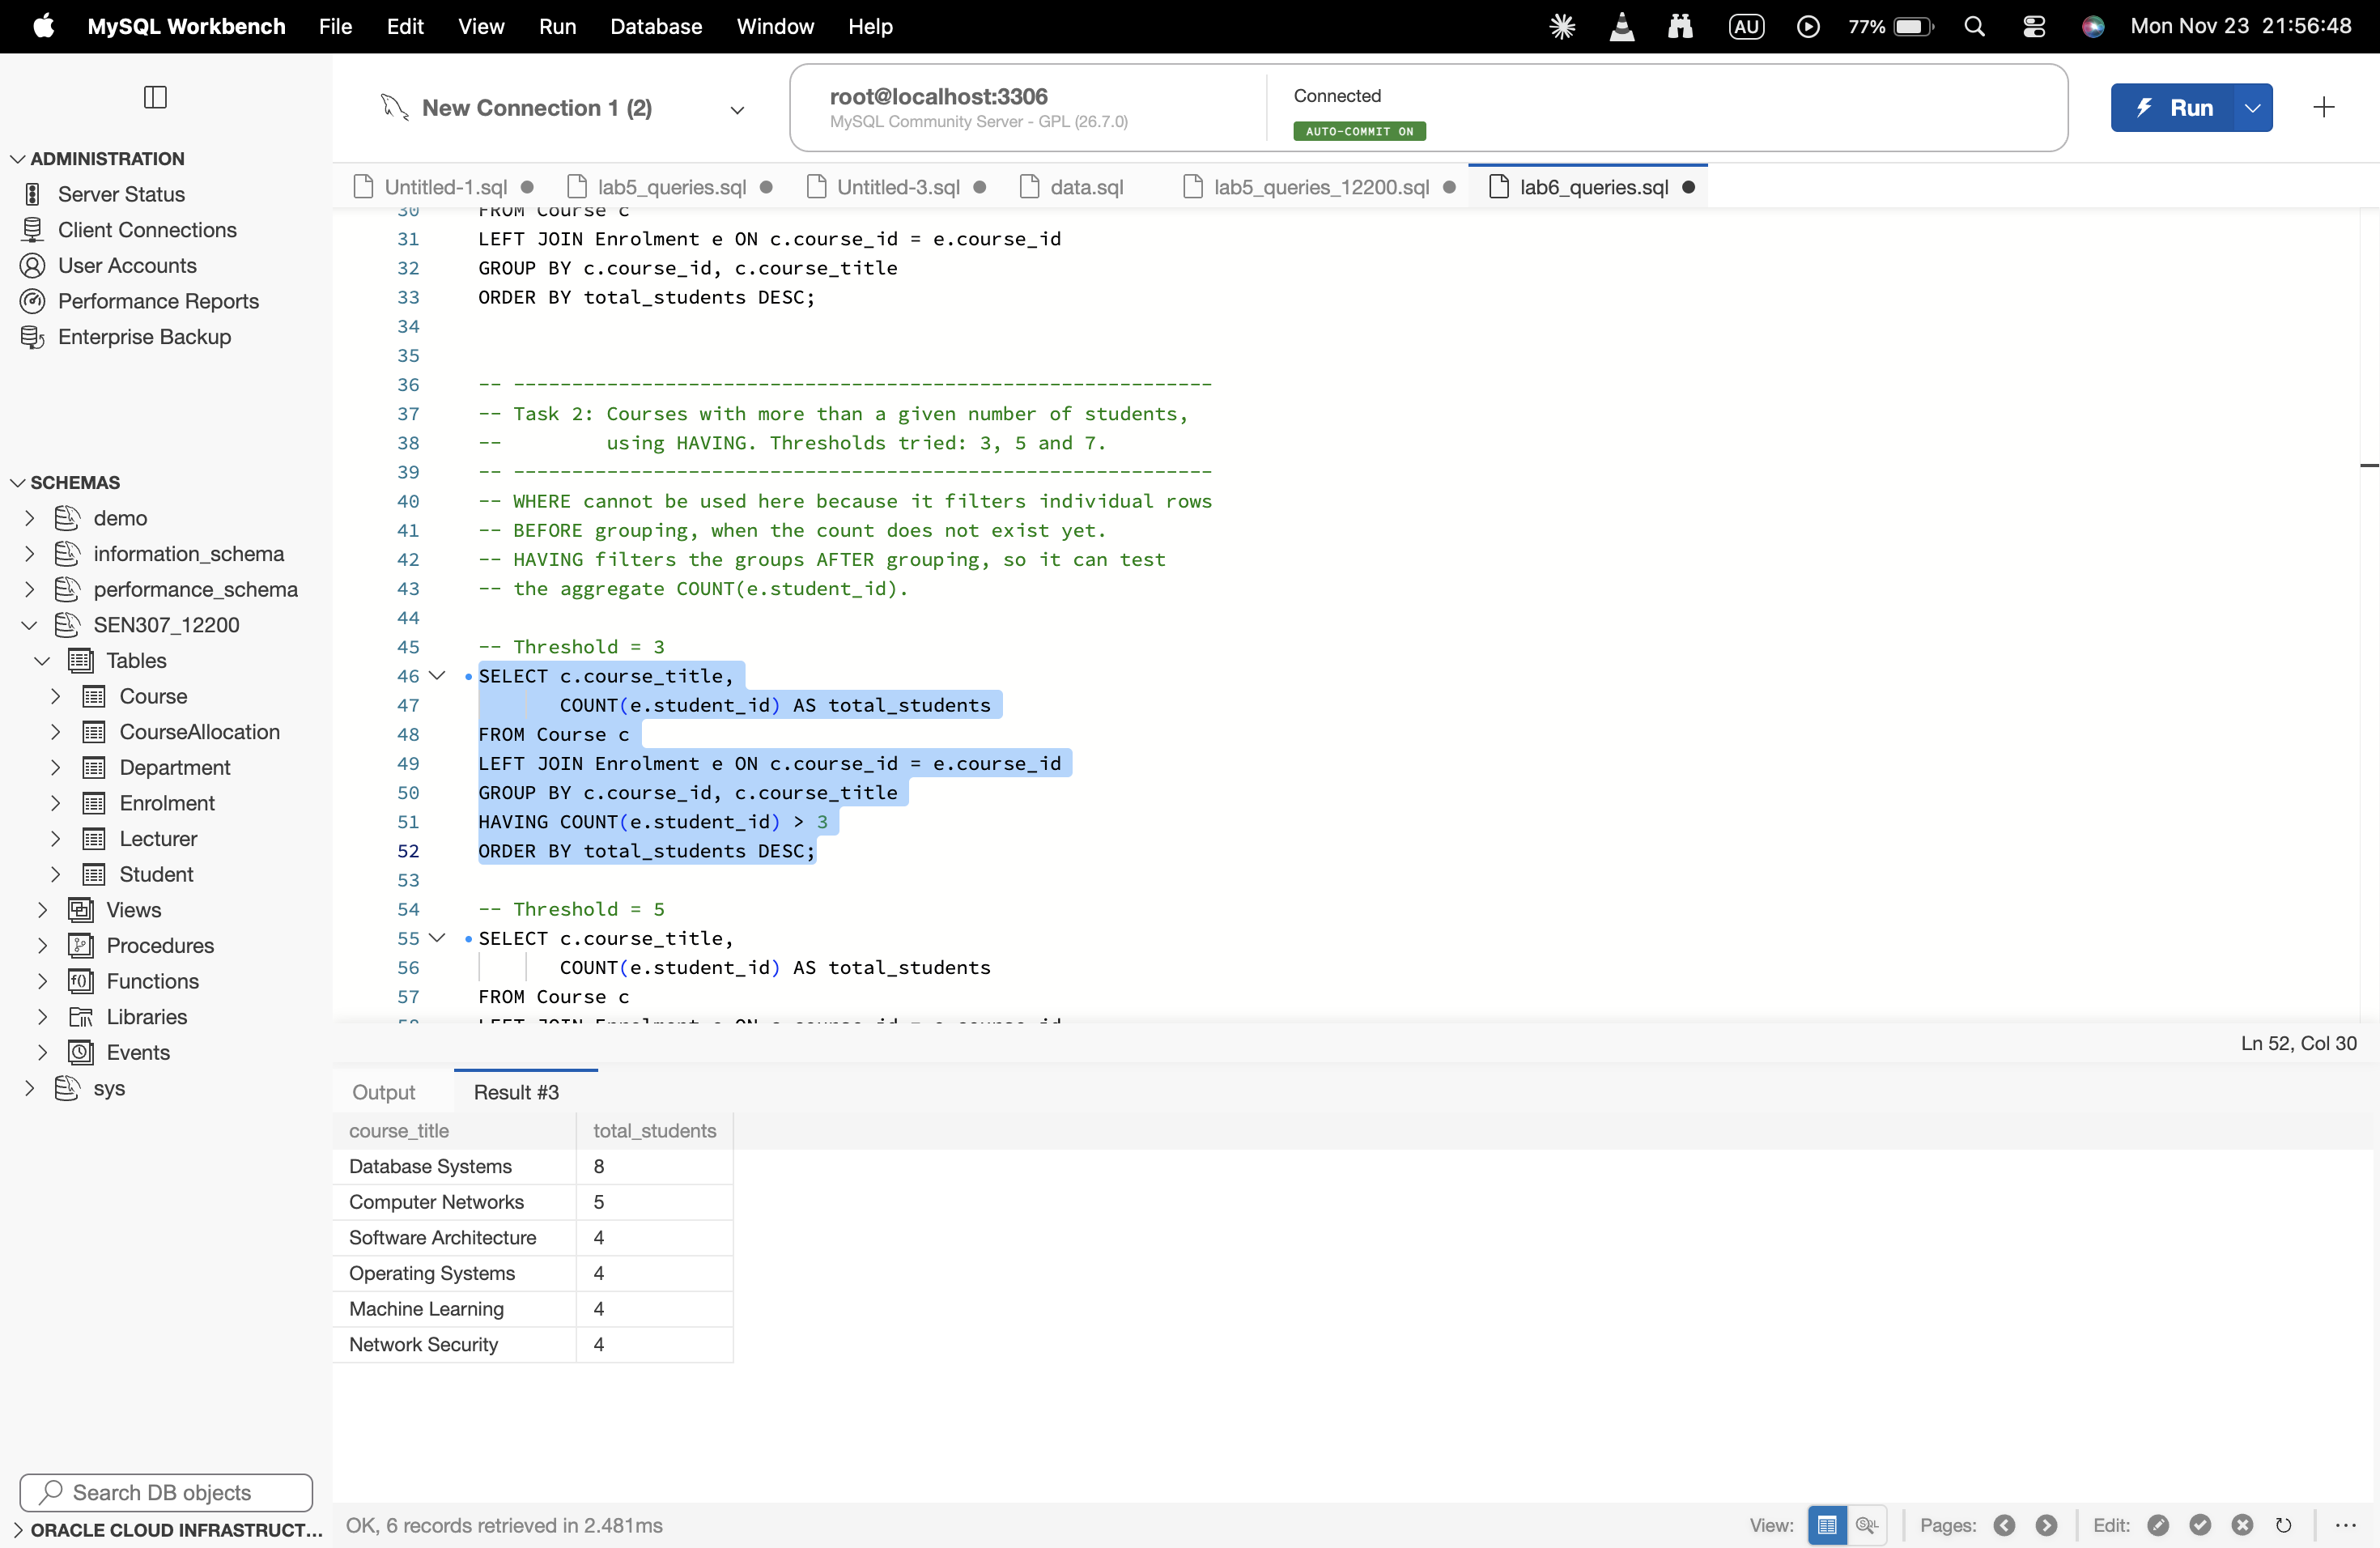 MySQL Workbench File Edit View Run Database Window Help AU 77% Mon Nov 23 21:56:48
New Connection 1 (2)
root@localhost:3306
MySQL Community Server - GPL (26.7.0)
Connected
AUTO-COMMIT ON
Run
ADMINISTRATION
Server Status
Client Connections
User Accounts
Performance Reports
Enterprise Backup
SCHEMAS
demo
information_schema
performance_schema
SEN307_12200
Tables
Course
CourseAllocation
Department
Enrolment
Lecturer
Student
Views
Procedures
Functions
Libraries
Events
sys
Search DB objects
ORACLE CLOUD INFRASTRUCT...
Untitled-1.sql lab5_queries.sql Untitled-3.sql data.sql lab5_queries_12200.sql lab6_queries.sql
30 FROM Course c
31 LEFT JOIN Enrolment e ON c.course_id = e.course_id
32 GROUP BY c.course_id, c.course_title
33 ORDER BY total_students DESC;
34
35
36 -- ------------------------------------------------------------
37 -- Task 2: Courses with more than a given number of students,
38 -- using HAVING. Thresholds tried: 3, 5 and 7.
39 -- ------------------------------------------------------------
40 -- WHERE cannot be used here because it filters individual rows
41 -- BEFORE grouping, when the count does not exist yet.
42 -- HAVING filters the groups AFTER grouping, so it can test
43 -- the aggregate COUNT(e.student_id).
44
45 -- Threshold = 3
46 SELECT c.course_title,
47 COUNT(e.student_id) AS total_students
48 FROM Course c
49 LEFT JOIN Enrolment e ON c.course_id = e.course_id
50 GROUP BY c.course_id, c.course_title
51 HAVING COUNT(e.student_id) > 3
52 ORDER BY total_students DESC;
53
54 -- Threshold = 5
55 SELECT c.course_title,
56 COUNT(e.student_id) AS total_students
57 FROM Course c
58 LEFT JOIN Enrolment e ON c.course_id = e.course_id
Ln 52, Col 30
Output Result #3
course_title total_students
Database Systems 8
Computer Networks 5
Software Architecture 4
Operating Systems 4
Machine Learning 4
Network Security 4
OK, 6 records retrieved in 2.481ms
View: SQL Pages: Edit: ...